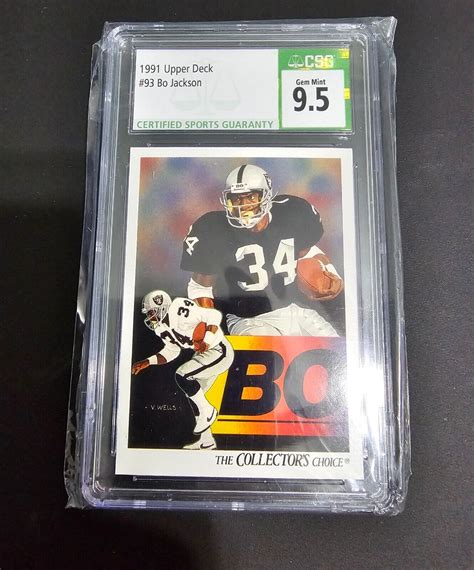 1991 Upper Deck
#93 Bo Jackson
CERTIFIED SPORTS GUARANTY
CSG
Gem Mint
9.5
34
34
BO
- V. WELLS -
THE COLLECTOR'S CHOICE®